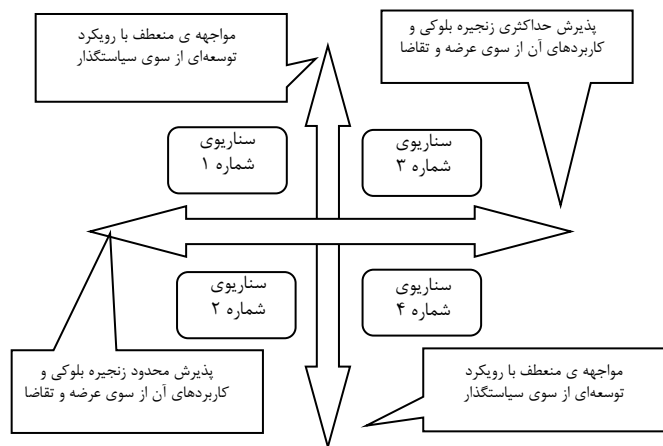 مواجهه ی منعطف با رویکرد
توسعه‌ای از سوی سیاستگذار
پذیرش حداکثری زنجیره بلوکی و
کاربردهای آن از سوی عرضه و تقاضا
سناریوی
شماره ۱
سناریوی
شماره ۳
سناریوی
شماره ۲
سناریوی
شماره ۴
پذیرش محدود زنجیره بلوکی و
کاربردهای آن از سوی عرضه و تقاضا
مواجهه ی منعطف با رویکرد
توسعه‌ای از سوی سیاستگذار